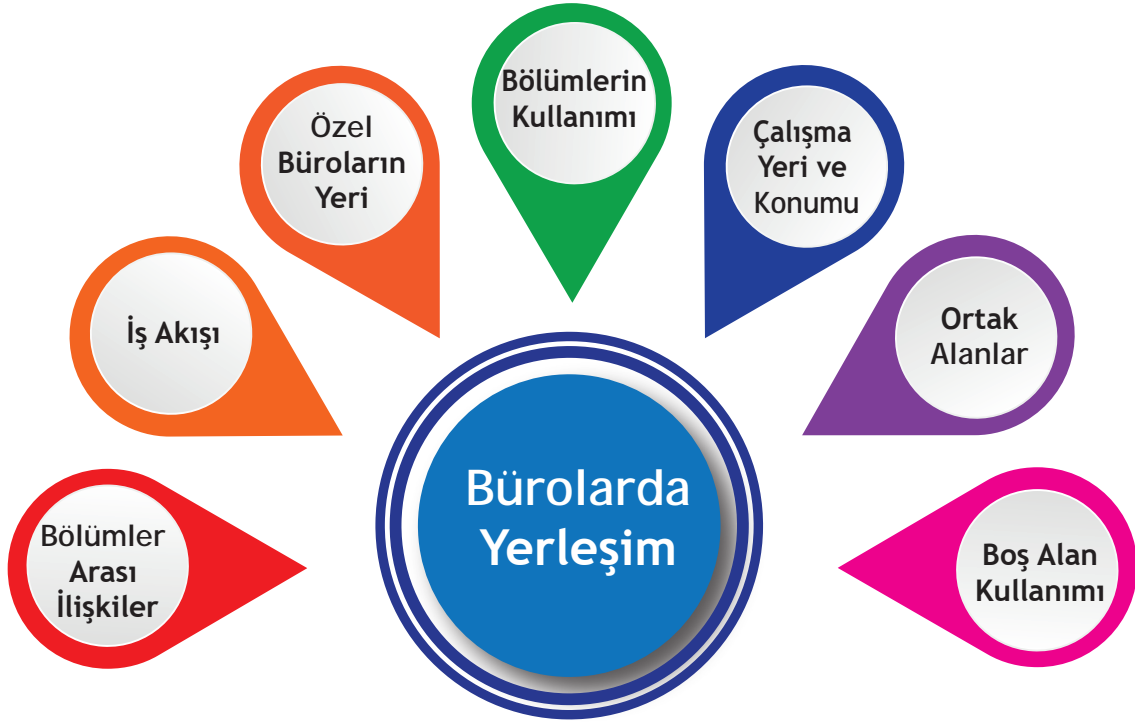 Bölümler
Arası
İlişkiler
İş Akışı
Özel
Büroların
Yeri
Bölümlerin
Kullanımı
Çalışma
Yeri ve
Konumu
Ortak
Alanlar
Boş Alan
Kullanımı
Bürolarda
Yerleşim